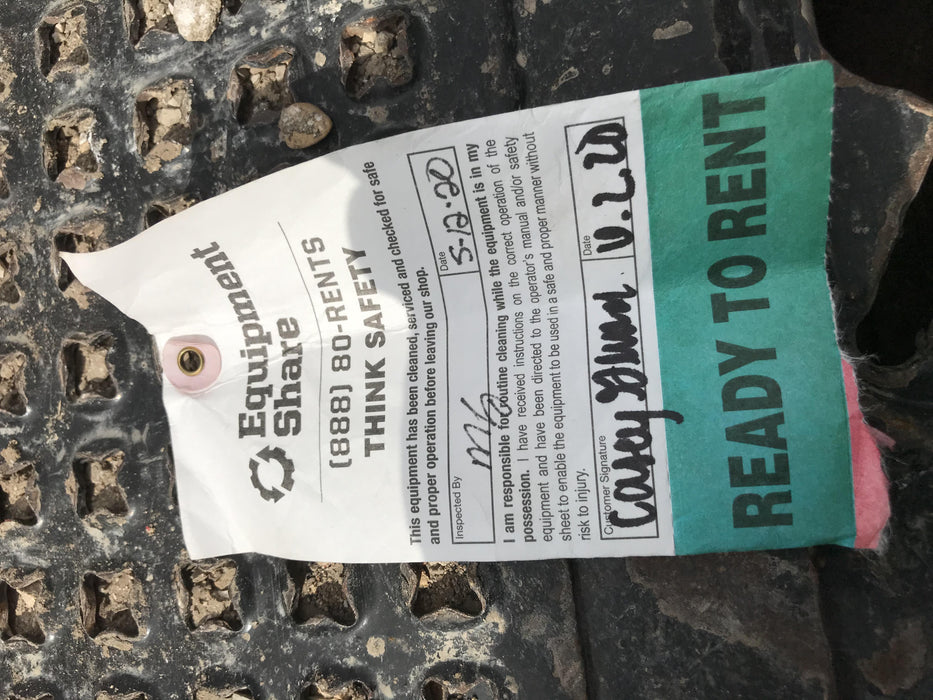 Equipment
Share
(888) 80-RENTS
THINK SAFETY
This equipment has been cleaned, serviced and checked for safe
and proper operation before leaving our shop.
Inspected By
Date
5-12-20
I am responsible for routine cleaning while the equipment is in my
possession. I have received instructions on the correct operation of the
equipment and have been directed to the operator's manual and/or safety
sheet to enable the equipment to be used in a safe and proper manner without
risk to injury.
Customer Signature
Date
Casey
READY TO RENT